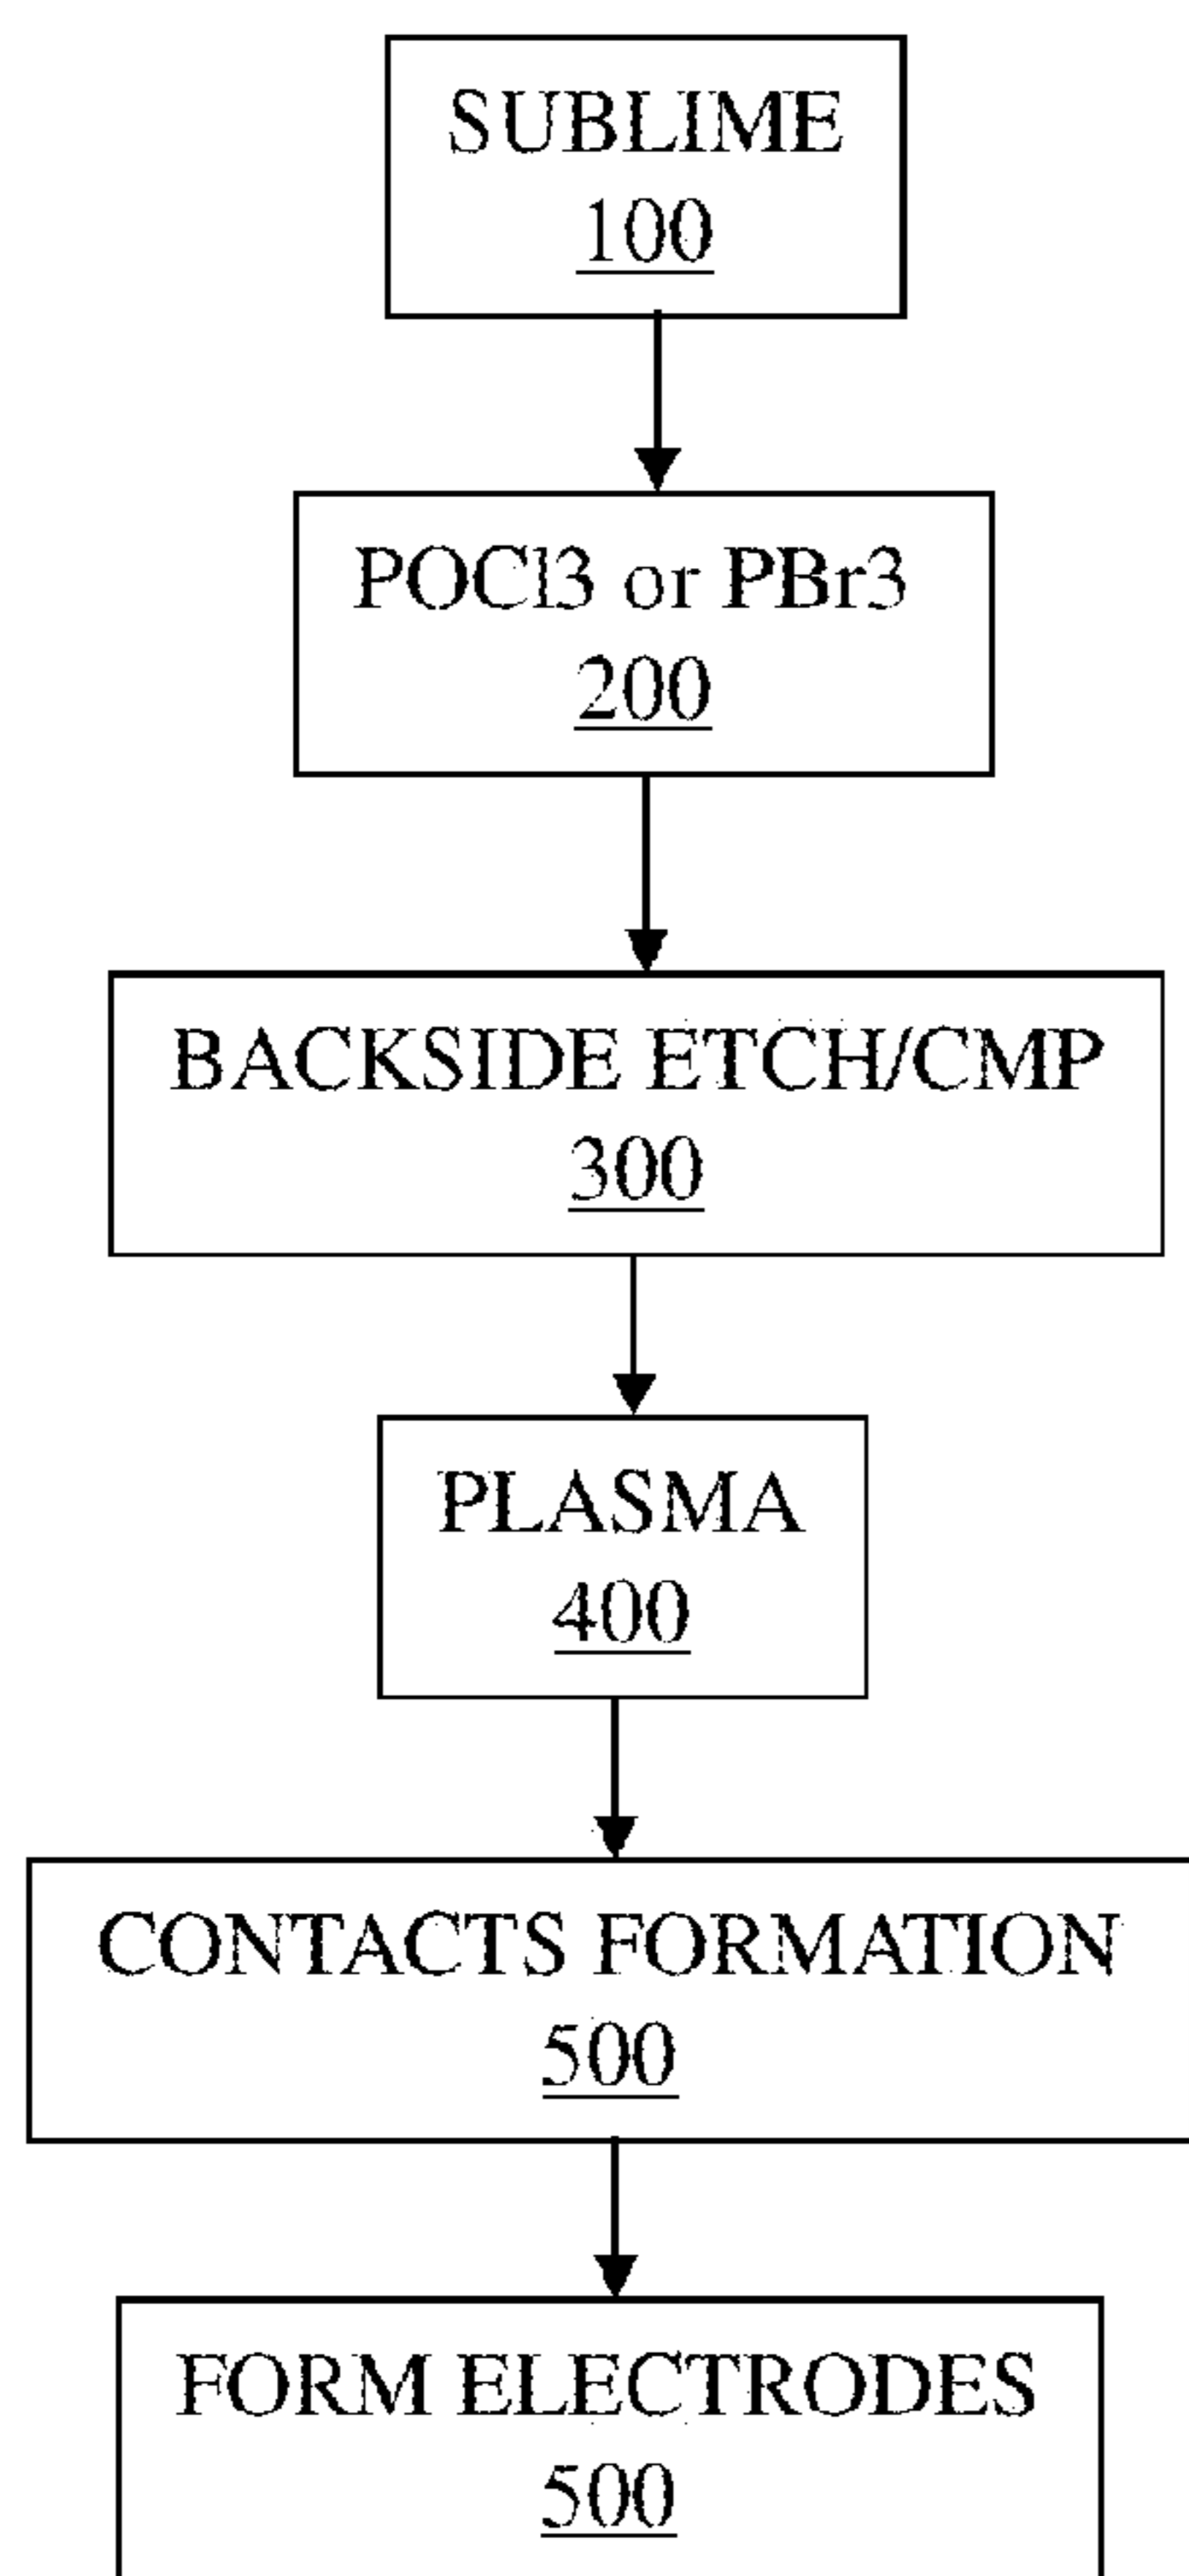 SUBLIME
100
POCl3 or PBr3
200
BACKSIDE ETCH/CMP
300
PLASMA
400
CONTACTS FORMATION
500
FORM ELECTRODES
500